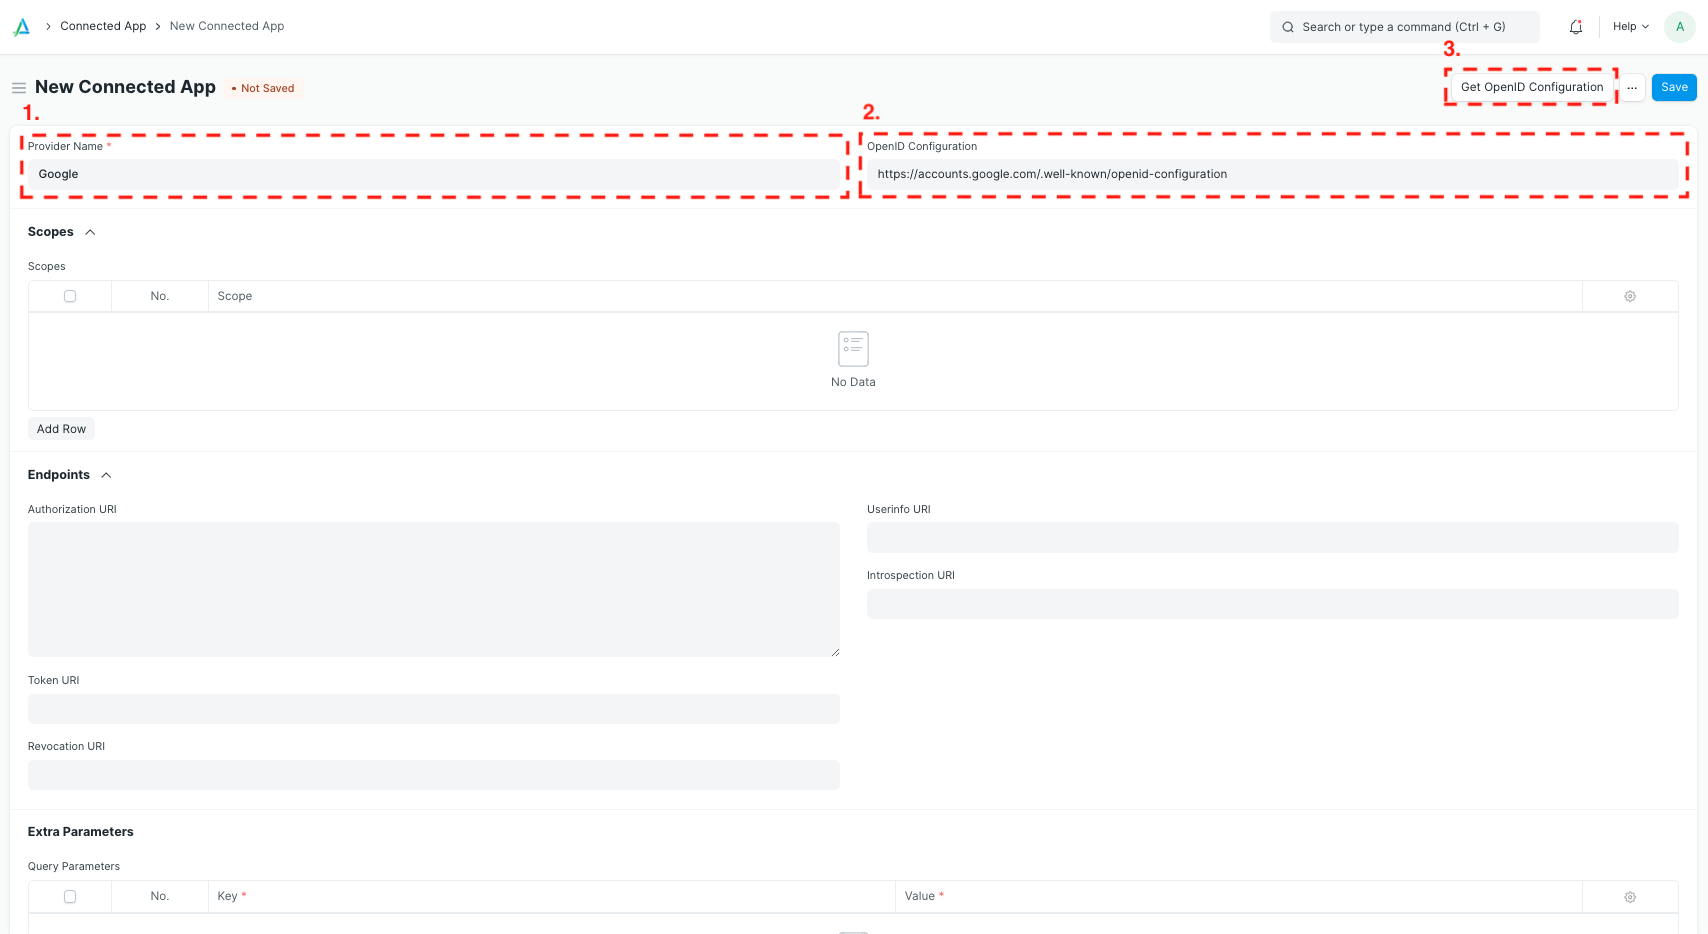 Connected App New Connected App
Search or type a command (Ctrl + G)
Help
A
3.
New Connected App
• Not Saved
Get OpenID Configuration
...
Save
1.
2.
Provider Name *
OpenID Configuration
Google
https://accounts.google.com/.well-known/openid-configuration
Scopes
Scopes
No. Scope
No Data
Add Row
Endpoints
Authorization URI
Userinfo URI
Introspection URI
Token URI
Revocation URI
Extra Parameters
Query Parameters
No. Key * Value *